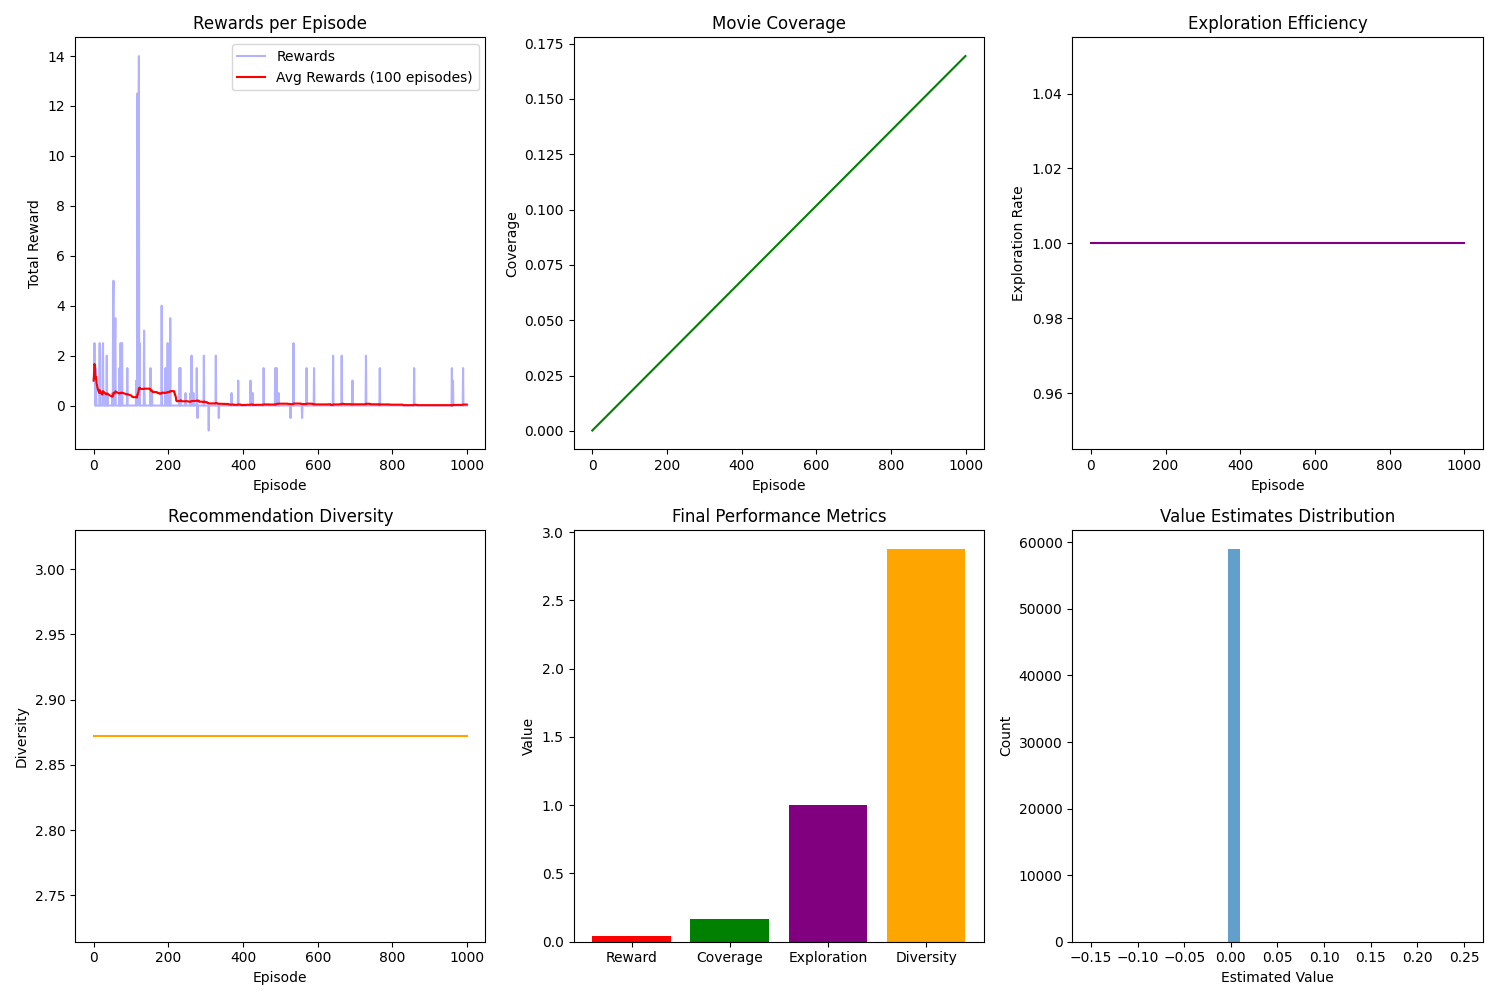 Rewards per Episode
Total Reward
14
12
10
8
6
4
2
0
Rewards
Avg Rewards (100 episodes)
0 200 400 600 800 1000
Episode
Movie Coverage
Coverage
0.175
0.150
0.125
0.100
0.075
0.050
0.025
0.000
0 200 400 600 800 1000
Episode
Exploration Efficiency
Exploration Rate
1.04
1.02
1.00
0.98
0.96
0 200 400 600 800 1000
Episode
Recommendation Diversity
Diversity
3.00
2.95
2.90
2.85
2.80
2.75
0 200 400 600 800 1000
Episode
Final Performance Metrics
Value
3.0
2.5
2.0
1.5
1.0
0.5
0.0
Reward Coverage Exploration Diversity
Value Estimates Distribution
Count
60000
50000
40000
30000
20000
10000
0
−0.15 −0.10 −0.05 0.00 0.05 0.10 0.15 0.20 0.25
Estimated Value